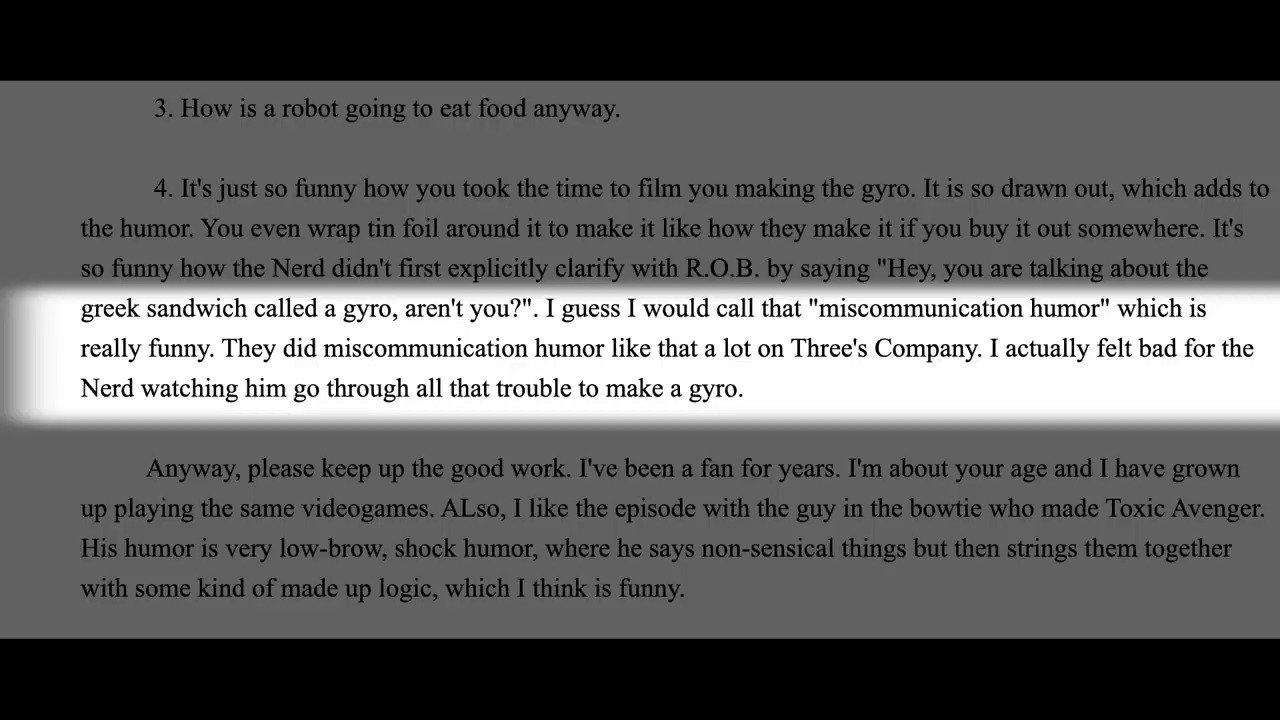 3. How is a robot going to eat food anyway.
4. It's just so funny how you took the time to film you making the gyro. It is so drawn out, which adds to
the humor. You even wrap tin foil around it to make it like how they make it if you buy it out somewhere. It's
so funny how the Nerd didn't first explicitly clarify with R.O.B. by saying "Hey, you are talking about the
greek sandwich called a gyro, aren't you?". I guess I would call that "miscommunication humor" which is
really funny. They did miscommunication humor like that a lot on Three's Company. I actually felt bad for the
Nerd watching him go through all that trouble to make a gyro.
Anyway, please keep up the good work. I've been a fan for years. I'm about your age and I have grown
up playing the same videogames. ALso, I like the episode with the guy in the bowtie who made Toxic Avenger.
His humor is very low-brow, shock humor, where he says non-sensical things but then strings them together
with some kind of made up logic, which I think is funny.